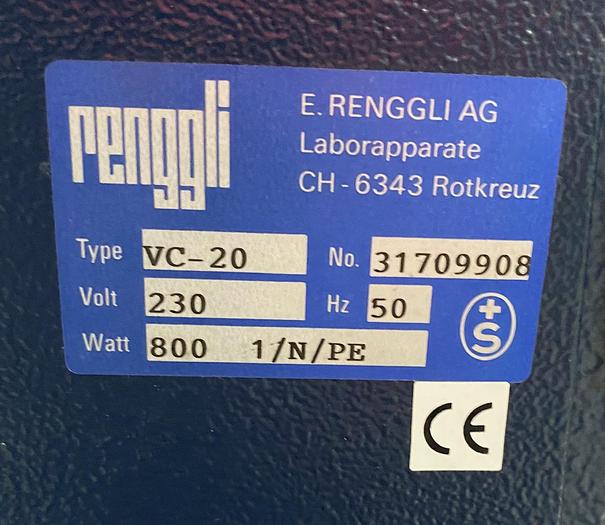 renggli
E. RENGGLI AG
Laborapparate
CH - 6343 Rotkreuz
Type VC-20 No. 31709908
Volt 230 Hz 50
Watt 800 1/N/PE
+S
CE